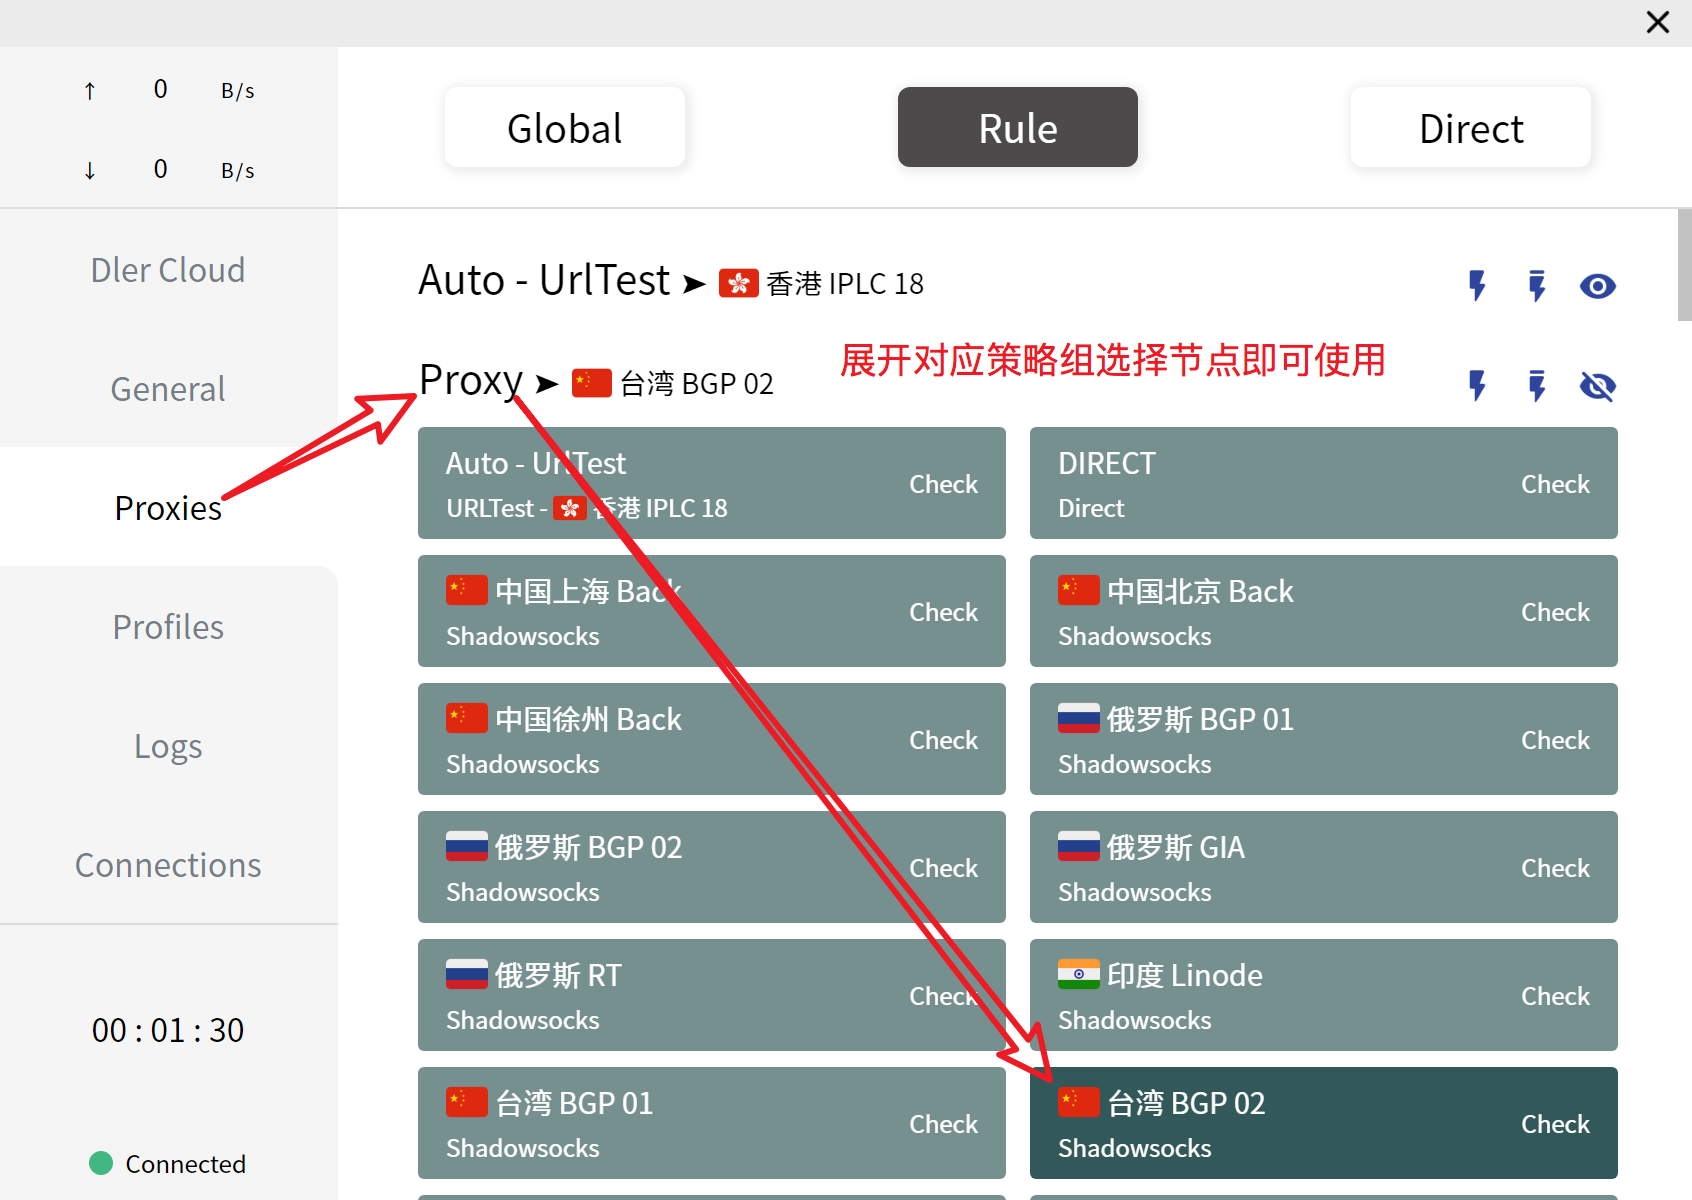 ↑ 0 B/s
↓ 0 B/s
Global
Rule
Direct
Dler Cloud
General
Proxies
Profiles
Logs
Connections
00 : 01 : 30
Connected
Auto - UrlTest ➤ 🇭🇰 香港 IPLC 18
展开对应策略组选择节点即可使用
Proxy ➤ 🇨🇳 台湾 BGP 02
Auto - UrlTest
URLTest - 🇭🇰 香港 IPLC 18
Check
DIRECT
Direct
Check
🇨🇳 中国上海 Back
Shadowsocks
Check
🇨🇳 中国北京 Back
Shadowsocks
Check
🇨🇳 中国徐州 Back
Shadowsocks
Check
🇷🇺 俄罗斯 BGP 01
Shadowsocks
Check
🇷🇺 俄罗斯 BGP 02
Shadowsocks
Check
🇷🇺 俄罗斯 GIA
Shadowsocks
Check
🇷🇺 俄罗斯 RT
Shadowsocks
Check
🇮🇳 印度 Linode
Shadowsocks
Check
🇨🇳 台湾 BGP 01
Shadowsocks
Check
🇨🇳 台湾 BGP 02
Shadowsocks
Check